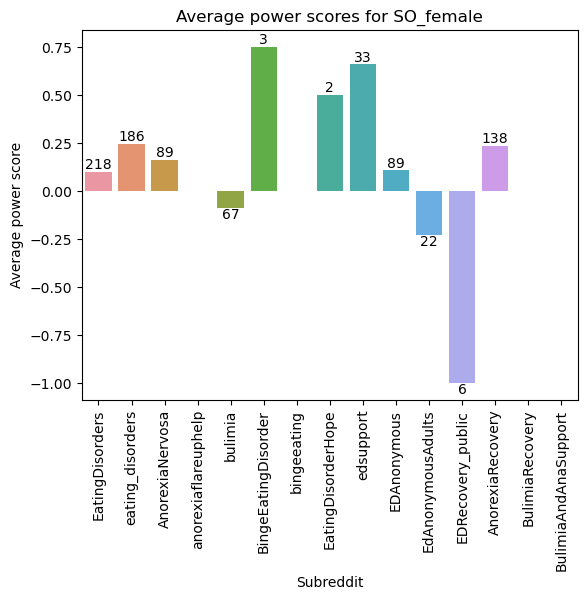 Average power scores for SO_female
Average power score
0.75
0.50
0.25
0.00
−0.25
−0.50
−0.75
−1.00
218
186
89
67
3
2
33
89
22
6
138
EatingDisorders
eating_disorders
AnorexiaNervosa
anorexiaflareuphelp
bulimia
BingeEatingDisorder
bingeeating
EatingDisorderHope
edsupport
EDAnonymous
EdAnonymousAdults
EDRecovery_public
AnorexiaRecovery
BulimiaRecovery
BulimiaAndAnaSupport
Subreddit